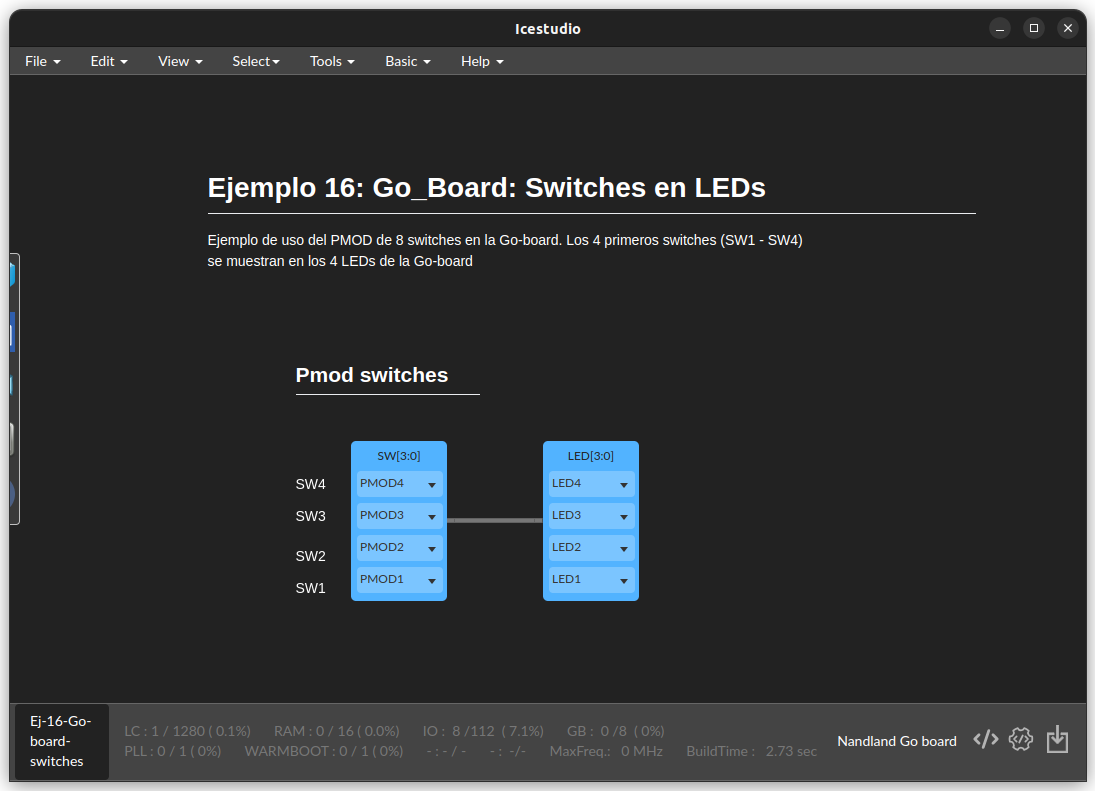 Icestudio
File Edit View Select Tools Basic Help
Ejemplo 16: Go_Board: Switches en LEDs
Ejemplo de uso del PMOD de 8 switches en la Go-board. Los 4 primeros switches (SW1 - SW4)
se muestran en los 4 LEDs de la Go-board
Pmod switches
SW[3:0] LED[3:0]
SW4 PMOD4 LED4
SW3 PMOD3 LED3
SW2 PMOD2 LED2
SW1 PMOD1 LED1
Ej-16-Go-
board-
switches
LC : 1 / 1280 ( 0.1%) RAM : 0 / 16 ( 0.0%) IO : 8 /112 ( 7.1%) GB : 0 /8 ( 0%)
PLL : 0 / 1 ( 0%) WARMBOOT : 0 / 1 ( 0%) - : - / - - : -/- MaxFreq.: 0 MHz BuildTime : 2.73 sec
Nandland Go board